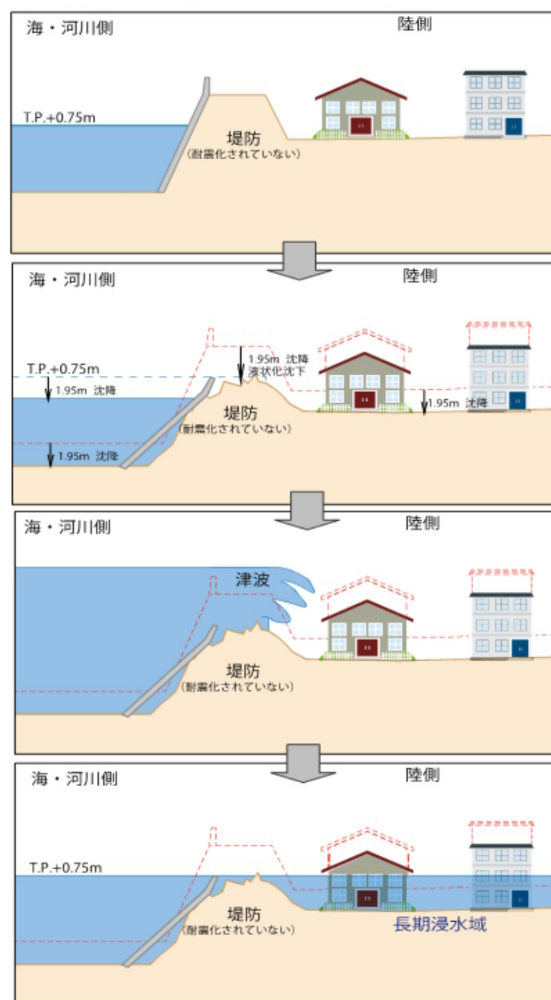 海・河川側
陸側
T.P.+0.75m
堤防
(耐震化されていない)
海・河川側
陸側
T.P.+0.75m
1.95m 沈降
1.95m 沈降
液状化沈下
堤防
(耐震化されていない)
1.95m 沈降
1.95m 沈降
海・河川側
陸側
津波
堤防
(耐震化されていない)
海・河川側
陸側
T.P.+0.75m
堤防
(耐震化されていない)
長期浸水域